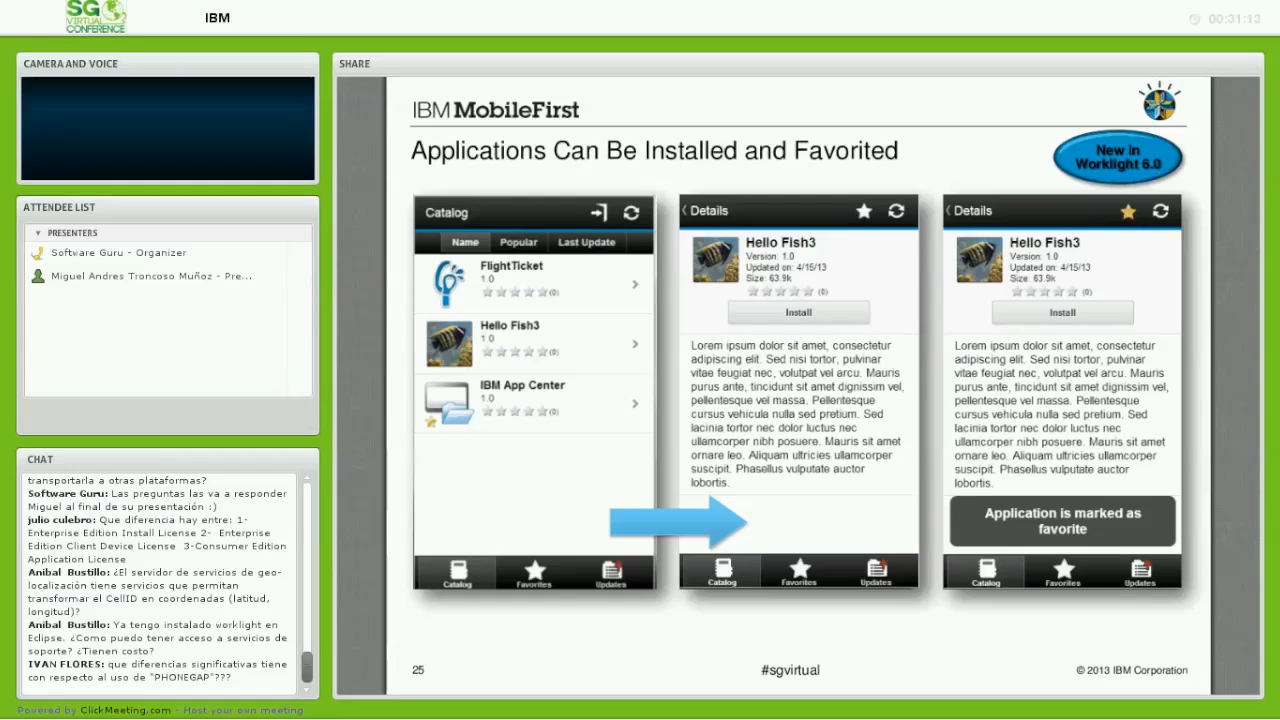 SG
VIRTUAL
CONFERENCE
IBM
00:31:13
CAMERA AND VOICE
ATTENDEE LIST
PRESENTERS
Software Guru - Organizer
Miguel Andres Troncoso Muñoz - Pre...
CHAT
transportarla a otras plataformas?
Software Guru: Las preguntas las va a responder
Miguel al final de su presentación :)
julio culebro: Que diferencia hay entre: 1-
Enterprise Edition Install License 2- Enterprise
Edition Client Device License 3-Consumer Edition
Application License
Anibal Bustillo: ¿El servidor de servicios de geo-
localización tiene servicios que permitan
transformar el CellID en coordenadas (latitud,
longitud)?
Anibal Bustillo: Ya tengo instalado worklight en
Eclipse. ¿Como puedo tener acceso a servicios de
soporte? ¿Tienen costo?
IVAN FLORES: que diferencias significativas tiene
con respecto al uso de "PHONEGAP"???
Powered by ClickMeeting.com - Host your own meeting
SHARE
IBM MobileFirst
Applications Can Be Installed and Favorited
New in
Worklight 6.0
Catalog
Name Popular Last Update
FlightTicket
1.0
(0)
Hello Fish3
1.0
(0)
IBM App Center
1.0
(0)
Catalog Favorites Updates
Details
Hello Fish3
Version: 1.0
Updated on: 4/15/13
Size: 63.9k
(0)
Install
Lorem ipsum dolor sit amet, consectetur
adipiscing elit. Sed nisi tortor, pulvinar
vitae feugiat nec, volutpat vel arcu. Mauris
purus ante, tincidunt sit amet dignissim vel,
pellentesque vel massa. Pellentesque
cursus vehicula nulla sed pretium. Sed
lacinia tortor nec dolor luctus nec
ullamcorper nibh posuere. Mauris sit amet
ornare leo. Aliquam ultricies ullamcorper
suscipit. Phasellus vulputate auctor
lobortis.
Catalog Favorites Updates
Details
Hello Fish3
Version: 1.0
Updated on: 4/15/13
Size: 63.9k
(0)
Install
Lorem ipsum dolor sit amet, consectetur
adipiscing elit. Sed nisi tortor, pulvinar
vitae feugiat nec, volutpat vel arcu. Mauris
purus ante, tincidunt sit amet dignissim vel,
pellentesque vel massa. Pellentesque
cursus vehicula nulla sed pretium. Sed
lacinia tortor nec dolor luctus nec
ullamcorper nibh posuere. Mauris sit amet
ornare leo. Aliquam ultricies ullamcorper
suscipit. Phasellus vulputate auctor
lobortis.
Application is marked as
favorite
Catalog Favorites Updates
25
#sgvirtual
© 2013 IBM Corporation